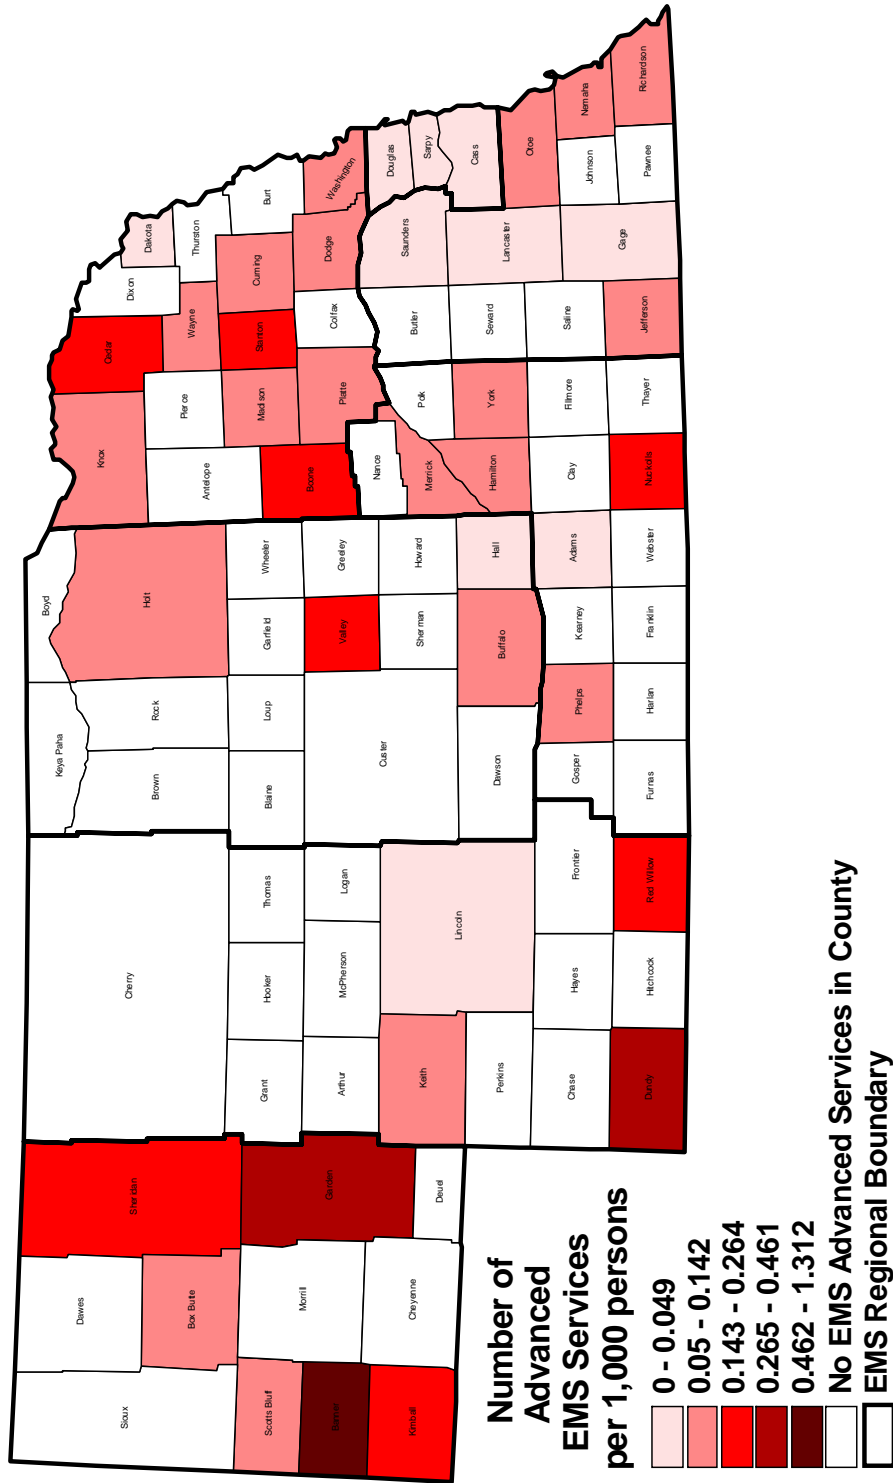 Sioux
Dawes
Sheridan
Box Butte
Scotts Bluff
Banner
Kimball
Morrill
Cheyenne
Garden
Deuel
Cherry
Grant
Hooker
Thomas
Arthur
McPherson
Logan
Keith
Lincoln
Perkins
Chase
Hayes
Frontier
Dundy
Hitchcock
Red Willow
Keya Paha
Boyd
Brown
Rock
Holt
Blaine
Loup
Garfield
Wheeler
Custer
Valley
Greeley
Sherman
Howard
Dawson
Buffalo
Hall
Gosper
Phelps
Kearney
Adams
Furnas
Harlan
Franklin
Webster
Knox
Cedar
Dixon
Dakota
Antelope
Pierce
Wayne
Thurston
Boone
Madison
Stanton
Cuming
Burt
Platte
Colfax
Dodge
Washington
Nance
Merrick
Polk
Butler
Saunders
Douglas
Sarpy
Cass
Hamilton
York
Seward
Lancaster
Otoe
Clay
Fillmore
Saline
Johnson
Nemaha
Nuckolls
Thayer
Jefferson
Gage
Pawnee
Richardson
Number of
Advanced
EMS Services
per 1,000 persons
0 - 0.049
0.05 - 0.142
0.143 - 0.264
0.265 - 0.461
0.462 - 1.312
No EMS Advanced Services in County
EMS Regional Boundary